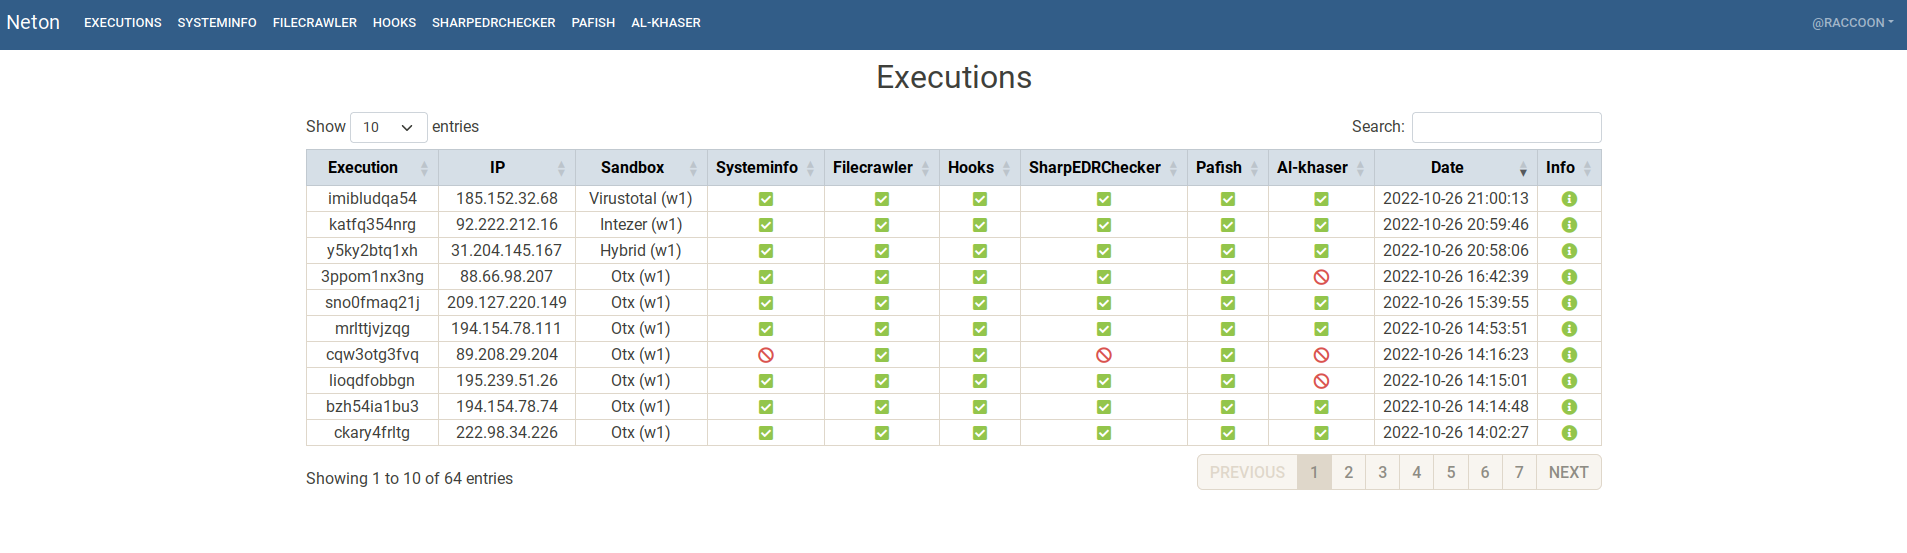 Neton EXECUTIONS SYSTEMINFO FILECRAWLER HOOKS SHARPEDRCHECKER PAFISH AL-KHASER @RACCOON
Executions
Show 10 entries Search:
Execution IP Sandbox Systeminfo Filecrawler Hooks SharpEDRChecker Pafish Al-khaser Date Info
imibludqa54 185.152.32.68 Virustotal (w1) 2022-10-26 21:00:13
katfq354nrg 92.222.212.16 Intezer (w1) 2022-10-26 20:59:46
y5ky2btq1xh 31.204.145.167 Hybrid (w1) 2022-10-26 20:58:06
3ppom1nx3ng 88.66.98.207 Otx (w1) 2022-10-26 16:42:39
sno0fmaq21j 209.127.220.149 Otx (w1) 2022-10-26 15:39:55
mrlttjvjzqg 194.154.78.111 Otx (w1) 2022-10-26 14:53:51
cqw3otg3fvq 89.208.29.204 Otx (w1) 2022-10-26 14:16:23
lioqdfobbgn 195.239.51.26 Otx (w1) 2022-10-26 14:15:01
bzh54ia1bu3 194.154.78.74 Otx (w1) 2022-10-26 14:14:48
ckary4frltg 222.98.34.226 Otx (w1) 2022-10-26 14:02:27
Showing 1 to 10 of 64 entries PREVIOUS 1 2 3 4 5 6 7 NEXT